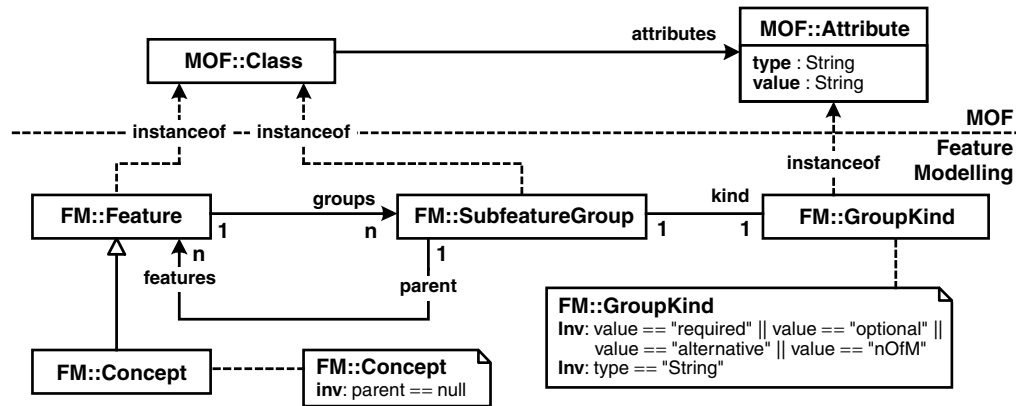 attributes
MOF::Attribute
MOF::Class
type : String
value : String
instanceof
instanceof
MOF
instanceof
Feature
Modelling
FM::Feature
groups
1
n
FM::SubfeatureGroup
kind
1
1
FM::GroupKind
n
features
1
parent
FM::GroupKind
Inv: value == "required" || value == "optional" ||
value == "alternative" || value == "nOfM"
Inv: type == "String"
FM::Concept
FM::Concept
inv: parent == null